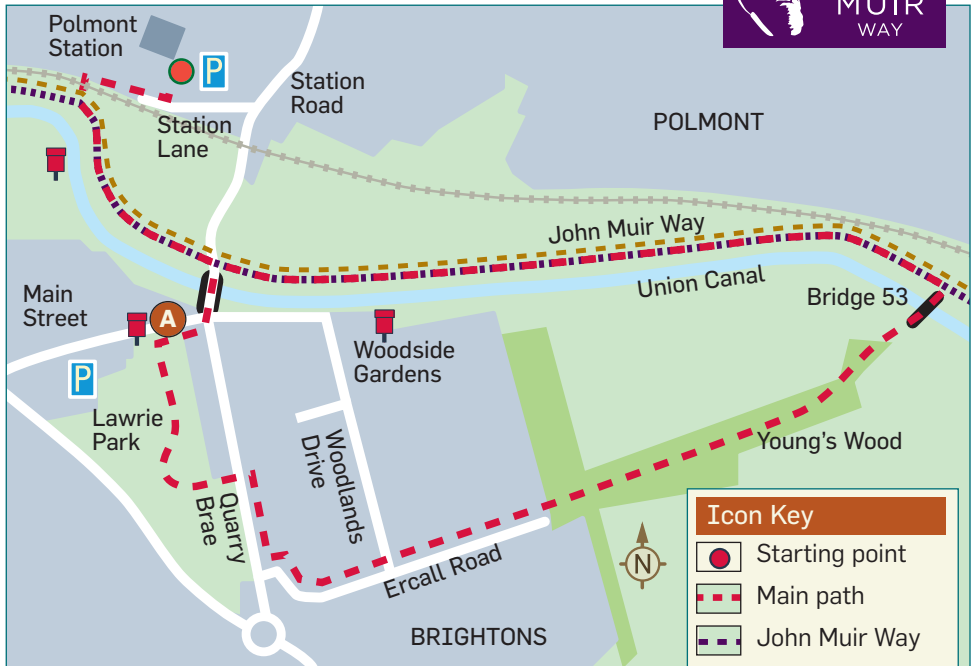 MUIR
WAY
Polmont
Station
P
Station
Road
Station
Lane
POLMONT
John Muir Way
Union Canal
Bridge 53
Main
Street
A
P
Woodside
Gardens
Lawrie
Park
Quarry
Brae
Woodlands
Drive
Young's Wood
Ercall Road
N
BRIGHTONS
Icon Key
Starting point
Main path
John Muir Way